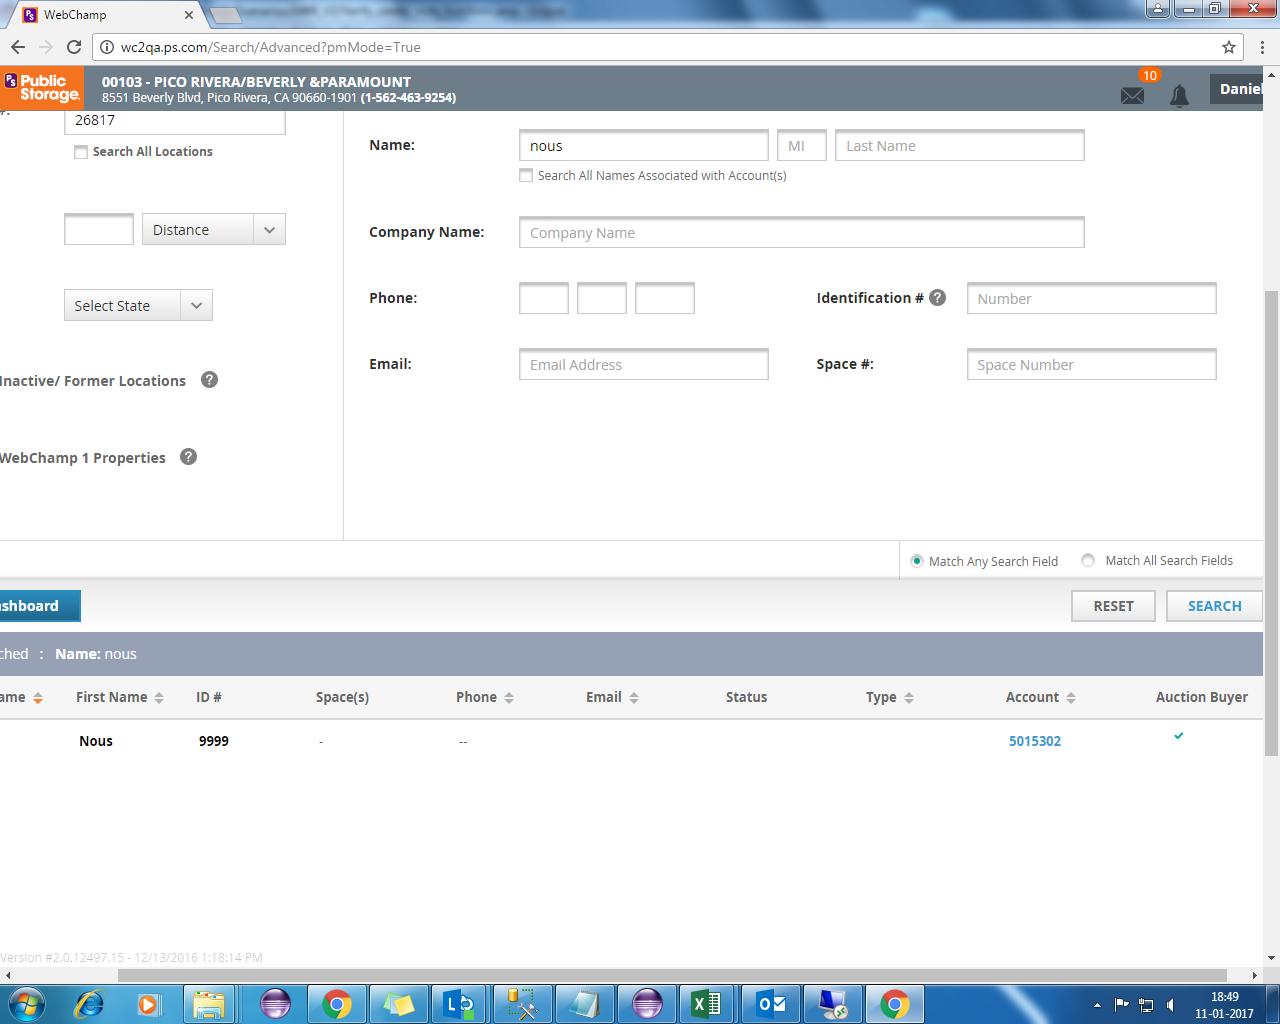 WebChamp
wc2qa.ps.com/Search/Advanced?pmMode=True
Public Storage
PS
00103 - PICO RIVERA/BEVERLY &PARAMOUNT
8551 Beverly Blvd, Pico Rivera, CA 90660-1901 (1-562-463-9254)
10
Daniel
26817
Search All Locations
Distance
Select State
Inactive/ Former Locations ?
WebChamp 1 Properties ?
Name: nous MI Last Name
Search All Names Associated with Account(s)
Company Name: Company Name
Phone: Identification # ? Number
Email: Email Address Space #: Space Number
Match Any Search Field Match All Search Fields
shboard RESET SEARCH
ched : Name: nous
ame First Name ID # Space(s) Phone Email Status Type Account Auction Buyer
Nous 9999 - -- 5015302
Version #2.0.12497.15 - 12/13/2016 1:18:14 PM
18:49
11-01-2017